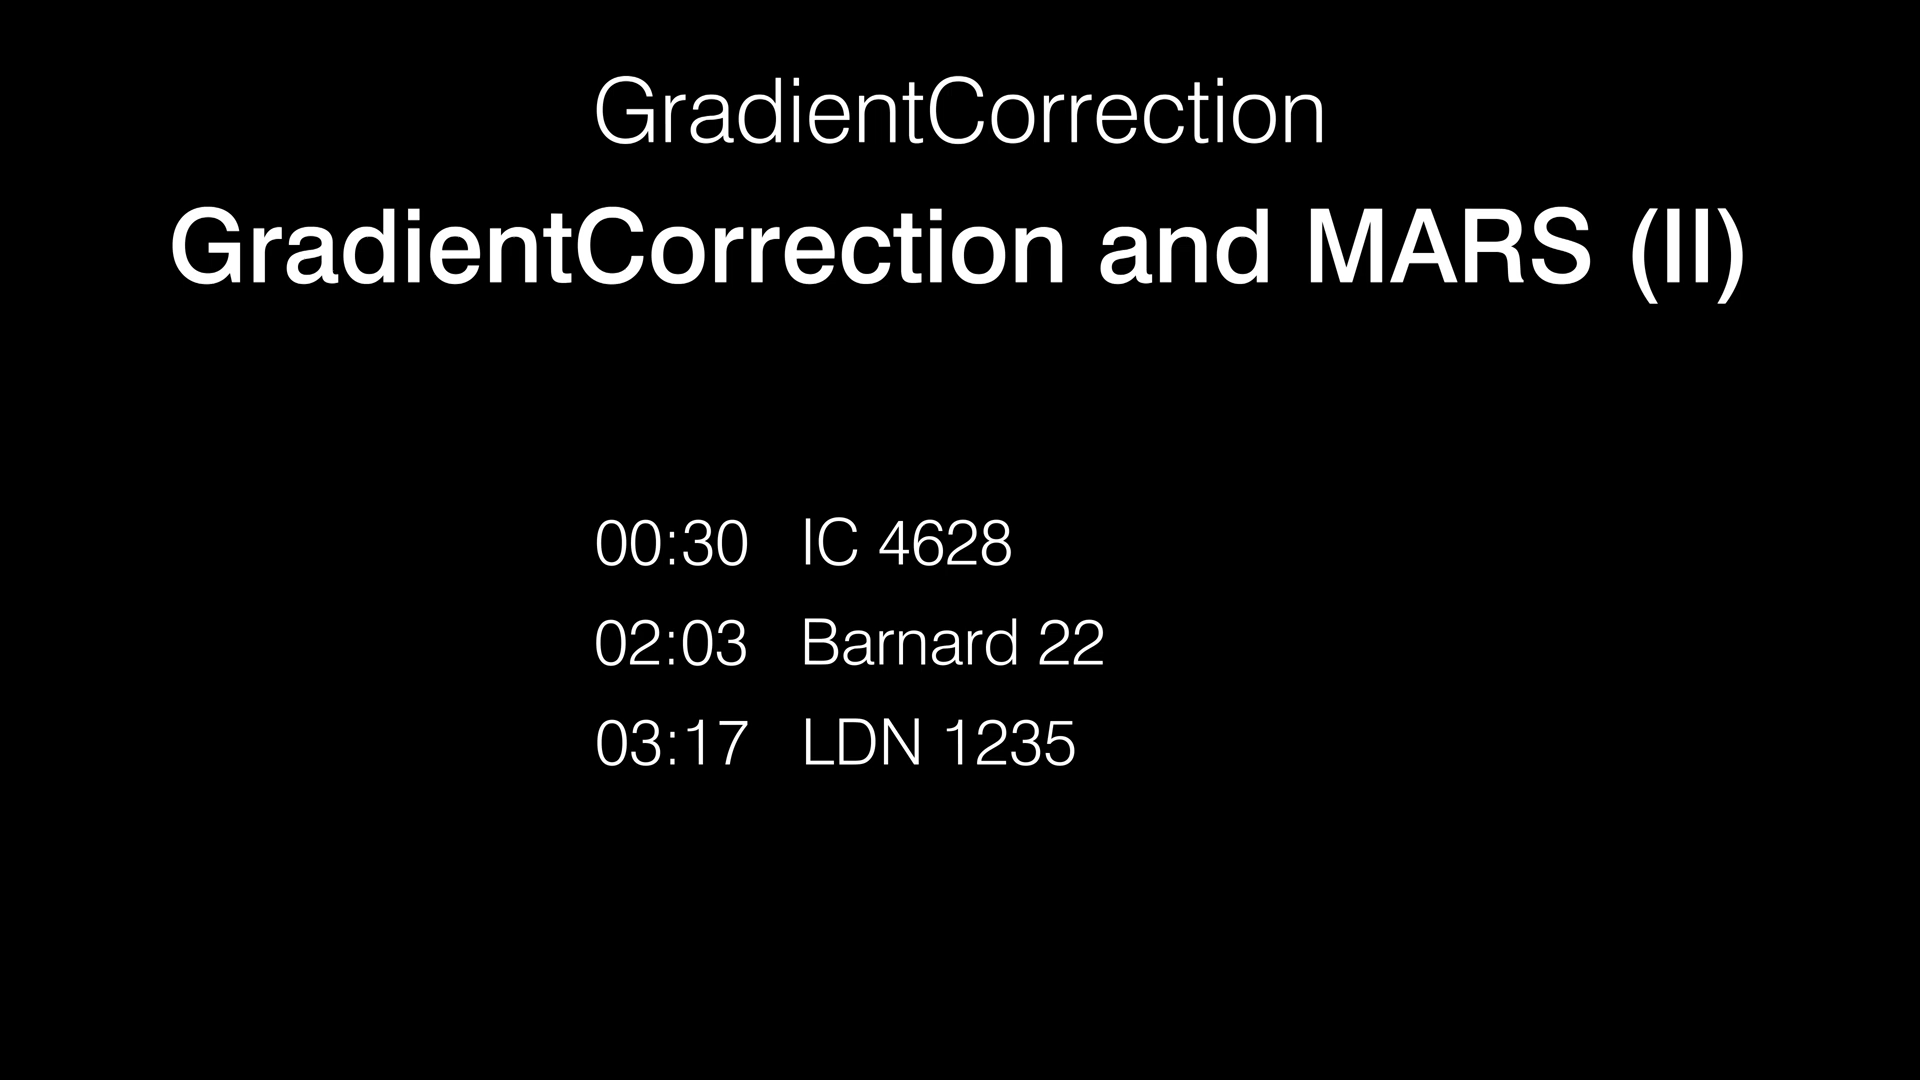 GradientCorrection
GradientCorrection and MARS (II)
00:30 IC 4628
02:03 Barnard 22
03:17 LDN 1235